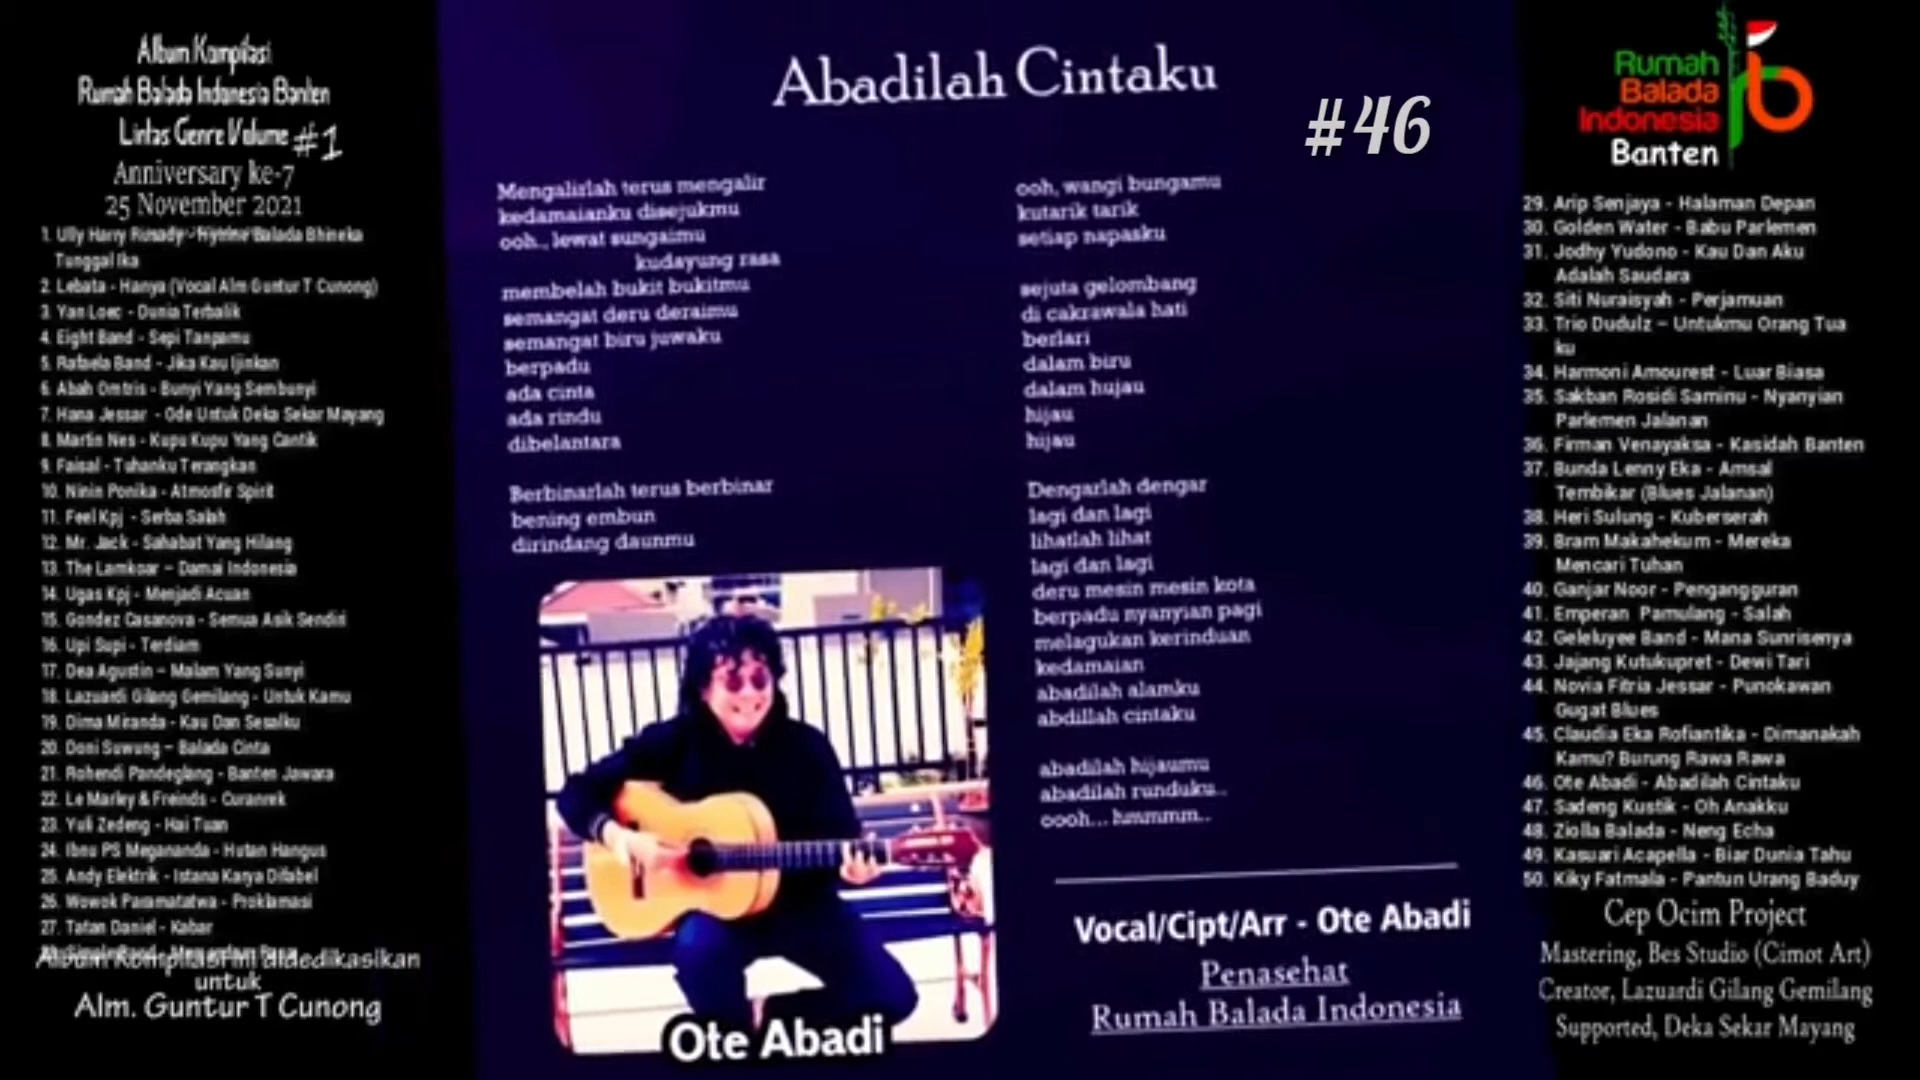 Album Kompilasi
Rumah Balada Indonesia Banten
Lintas Genre Volume #1
Anniversary ke-7
25 November 2021
1. Ully Harry Rusady - Hymne Balada Bhineka
Tunggal Ika
2. Lebata - Hanya (Vocal Alm Guntur T Cunong)
3. Yan Loec - Dunia Terbalik
4. Eight Band - Sepi Tanpamu
5. Rafaela Band - Jika Kau Ijinkan
6. Abah Omtris - Bunyi Yang Sembunyi
7. Hana Jessar - Ode Untuk Deka Sekar Mayang
8. Martin Nes - Kupu Kupu Yang Cantik
9. Faisal - Tuhanku Terangkan
10. Ninin Ponika - Atmosfir Spirit
11. Feel Kpj - Serba Salah
12. Mr. Jack - Sahabat Yang Hilang
13. The Lamkoar – Damai Indonesia
14. Ugas Kpj - Menjadi Acuan
15. Gondez Casanova - Semua Asik Sendiri
16. Upi Supi - Terdiam
17. Dea Agustin – Malam Yang Sunyi
18. Lazuardi Gilang Gemilang - Untuk Kamu
19. Dima Miranda - Kau Dan Sesalku
20. Doni Suwung – Balada Cinta
21. Rohendi Pandeglang - Banten Jawara
22. Le Marley & Freinds - Curanrek
23. Yuli Zedeng - Hai Tuan
24. Ibnu PS Megananda - Hutan Hangus
25. Andy Elektrik - Istana Karya Difabel
26. Wowok Paramatatwa - Proklamasi
27. Tatan Daniel - Kabar
Album Kompilasi ini didedikasikan
untuk
Alm. Guntur T Cunong
Abadilah Cintaku
#46
Mengalirlah terus mengalir
kedamaianku disejukmu
ooh.. lewat sungaimu
kudayung rasa
membelah bukit bukitmu
semangat deru deraimu
semangat biru juwaku
berpadu
ada cinta
ada rindu
dibelantara
Berbinarlah terus berbinar
bening embun
dirindang daunmu
Ote Abadi
ooh, wangi bungamu
kutarik tarik
setiap napasku
sejuta gelombang
di cakrawala hati
berlari
dalam biru
dalam hujau
hijau
hijau
Dengarlah dengar
lagi dan lagi
lihatlah lihat
lagi dan lagi
deru mesin mesin kota
berpadu nyanyian pagi
melagukan kerinduan
kedamaian
abadilah alamku
abdillah cintaku
abadilah hijaumu
abadilah runduku..
oooh... hmmmm..
Vocal/Cipt/Arr - Ote Abadi
Penasehat
Rumah Balada Indonesia
Rumah
Balada
Indonesia
Banten
29. Arip Senjaya - Halaman Depan
30. Golden Water - Babu Parlemen
31. Jodhy Yudono - Kau Dan Aku
Adalah Saudara
32. Siti Nuraisyah - Perjamuan
33. Trio Dudulz – Untukmu Orang Tua
ku
34. Harmoni Amourest - Luar Biasa
35. Sakban Rosidi Saminu - Nyanyian
Parlemen Jalanan
36. Firman Venayaksa - Kasidah Banten
37. Bunda Lenny Eka - Amsal
Tembikar (Blues Jalanan)
38. Heri Sulung - Kuberserah
39. Bram Makahekum - Mereka
Mencari Tuhan
40. Ganjar Noor - Pengangguran
41. Emperan Pamulang - Salah
42. Geleluyee Band - Mana Sunrisenya
43. Jajang Kutukupret - Dewi Tari
44. Novia Fitria Jessar - Punokawan
Gugat Blues
45. Claudia Eka Rofiantika - Dimanakah
Kamu? Burung Rawa Rawa
46. Ote Abadi - Abadilah Cintaku
47. Sadeng Kustik - Oh Anakku
48. Ziolla Balada - Neng Echa
49. Kasuari Acapella - Biar Dunia Tahu
50. Kiky Fatmala - Pantun Urang Baduy
Cep Ocim Project
Mastering, Bes Studio (Cimot Art)
Creator, Lazuardi Gilang Gemilang
Supported, Deka Sekar Mayang